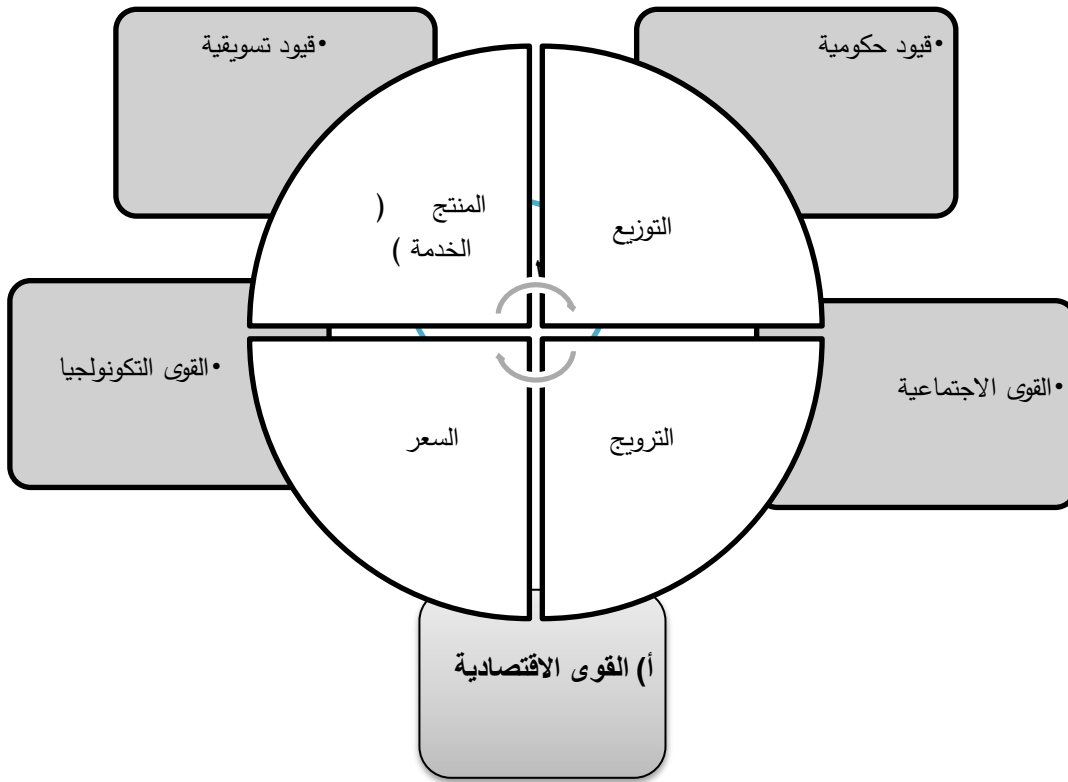 •قيود حكومية
•قيود تسويقية
التوزيع
المنتج (
الخدمة )
•القوى الاجتماعية
•القوى التكونولجيا
الترويج
السعر
أ) القوى الاقتصادية